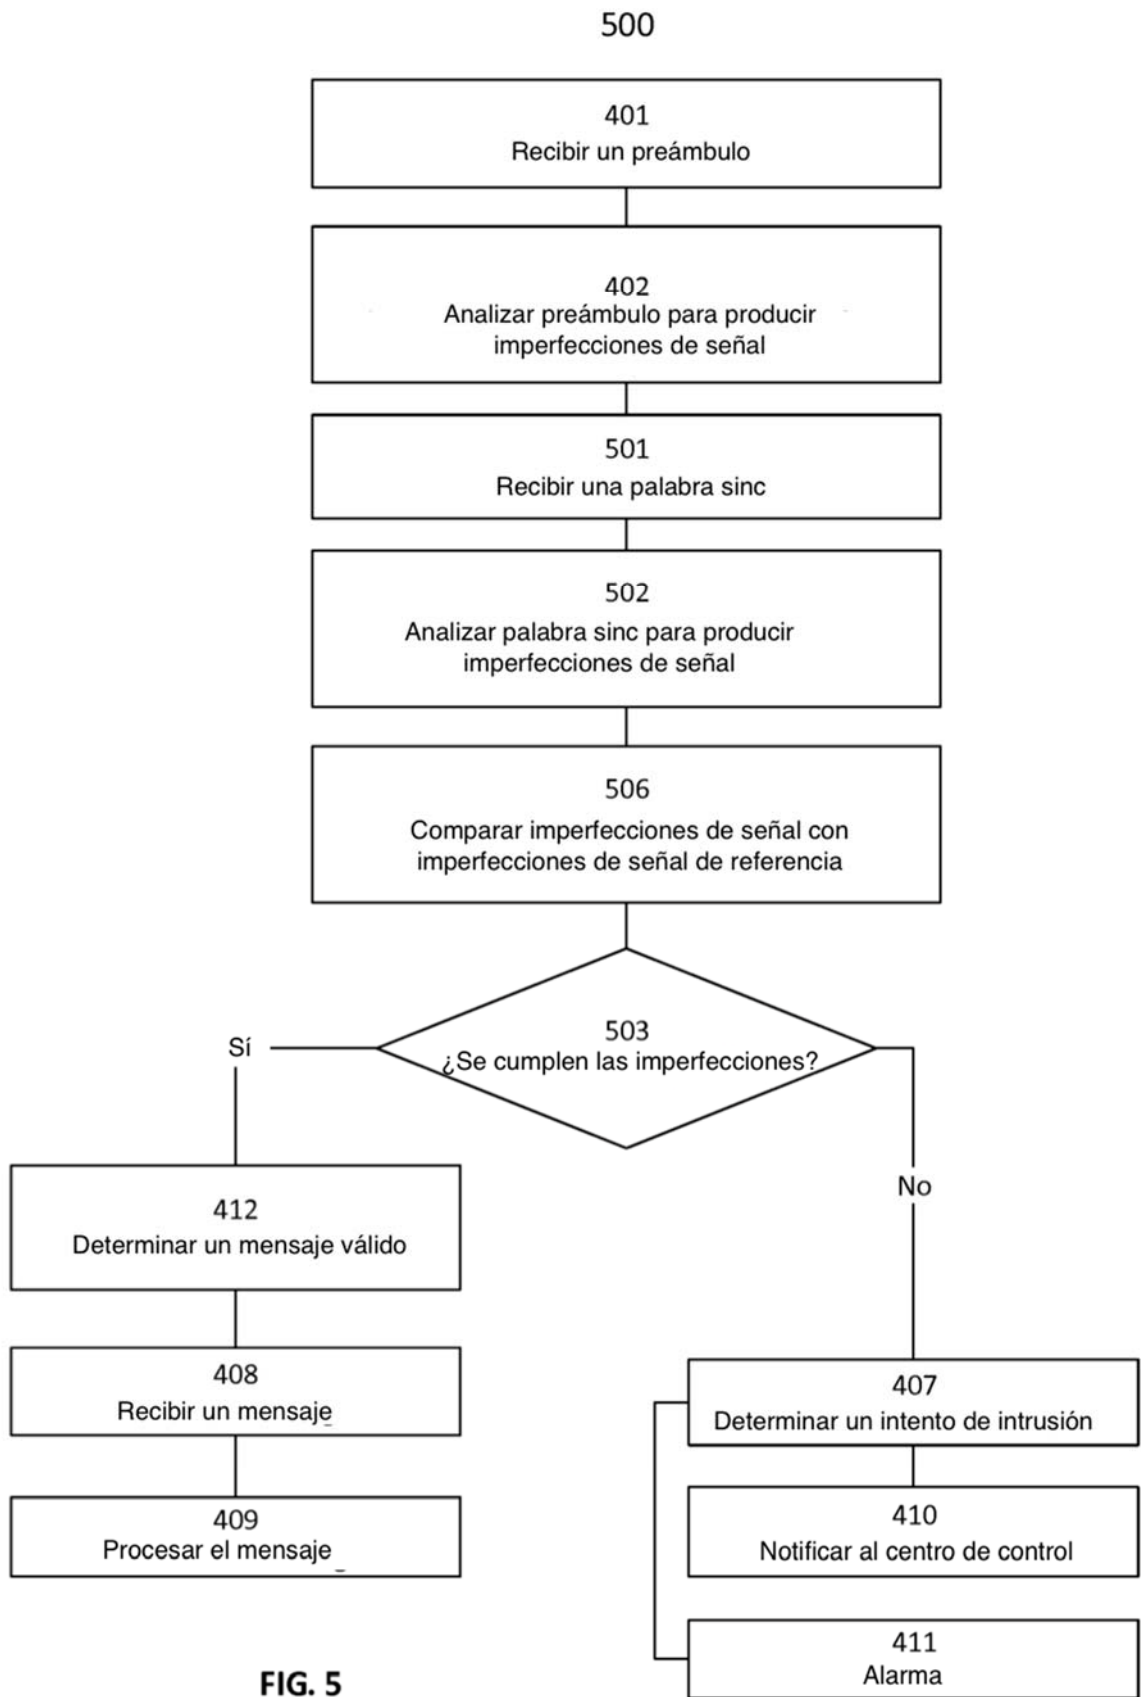 500
401
Recibir un preámbulo
402
Analizar preámbulo para producir
imperfecciones de señal
501
Recibir una palabra sinc
502
Analizar palabra sinc para producir
imperfecciones de señal
506
Comparar imperfecciones de señal con
imperfecciones de señal de referencia
503
¿Se cumplen las imperfecciones?
Sí
No
412
Determinar un mensaje válido
408
Recibir un mensaje
409
Procesar el mensaje
407
Determinar un intento de intrusión
410
Notificar al centro de control
411
Alarma
FIG. 5